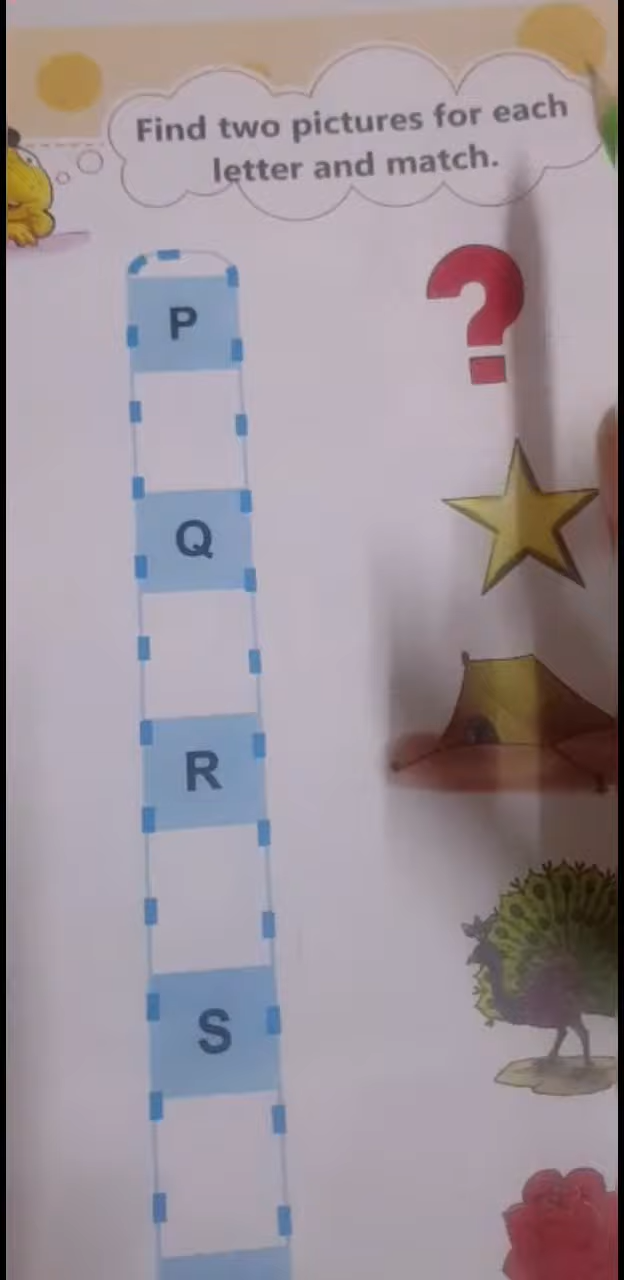 Find two pictures for each
letter and match.
P
?
Q
R
S